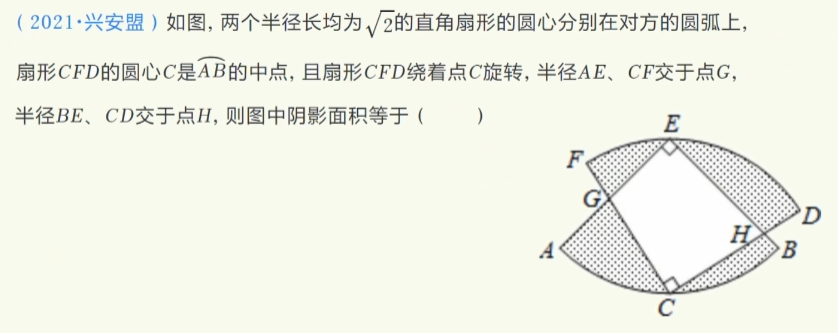 （2021·兴安盟）如图，两个半径长均为√2的直角扇形的圆心分别在对方的圆弧上，
扇形CFD的圆心C是⌒AB的中点，且扇形CFD绕着点C旋转，半径AE、CF交于点G，
半径BE、CD交于点H，则图中阴影面积等于（　　）
E
F
G
D
H
A
B
C